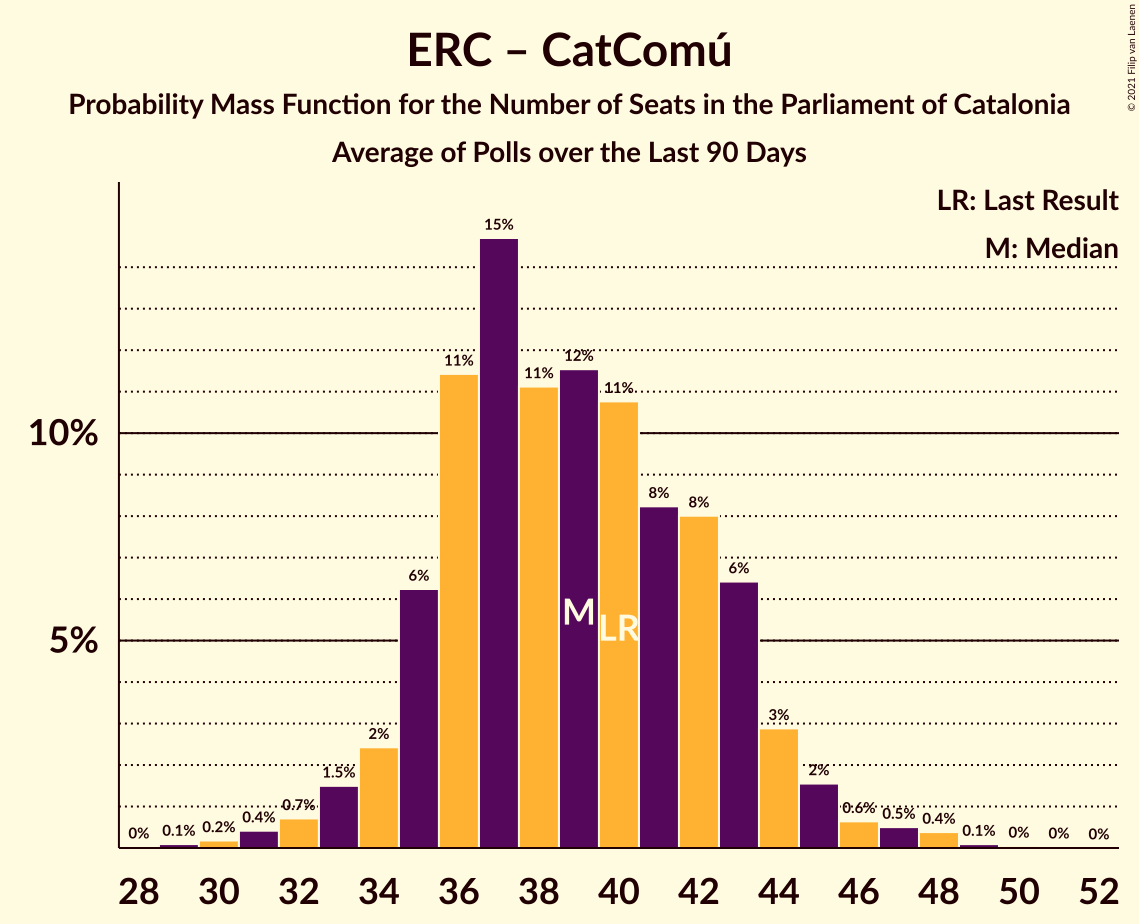 ERC – CatComú
Probability Mass Function for the Number of Seats in the Parliament of Catalonia
Average of Polls over the Last 90 Days
© 2021 Filip van Laenen
LR: Last Result
M: Median
10%
5%
0% 0.1% 0.2% 0.4% 0.7% 1.5% 2% 6% 11% 15% 11% 12% 11% 8% 8% 6% 3% 2% 0.6% 0.5% 0.4% 0.1% 0% 0% 0%
M LR
28 30 32 34 36 38 40 42 44 46 48 50 52